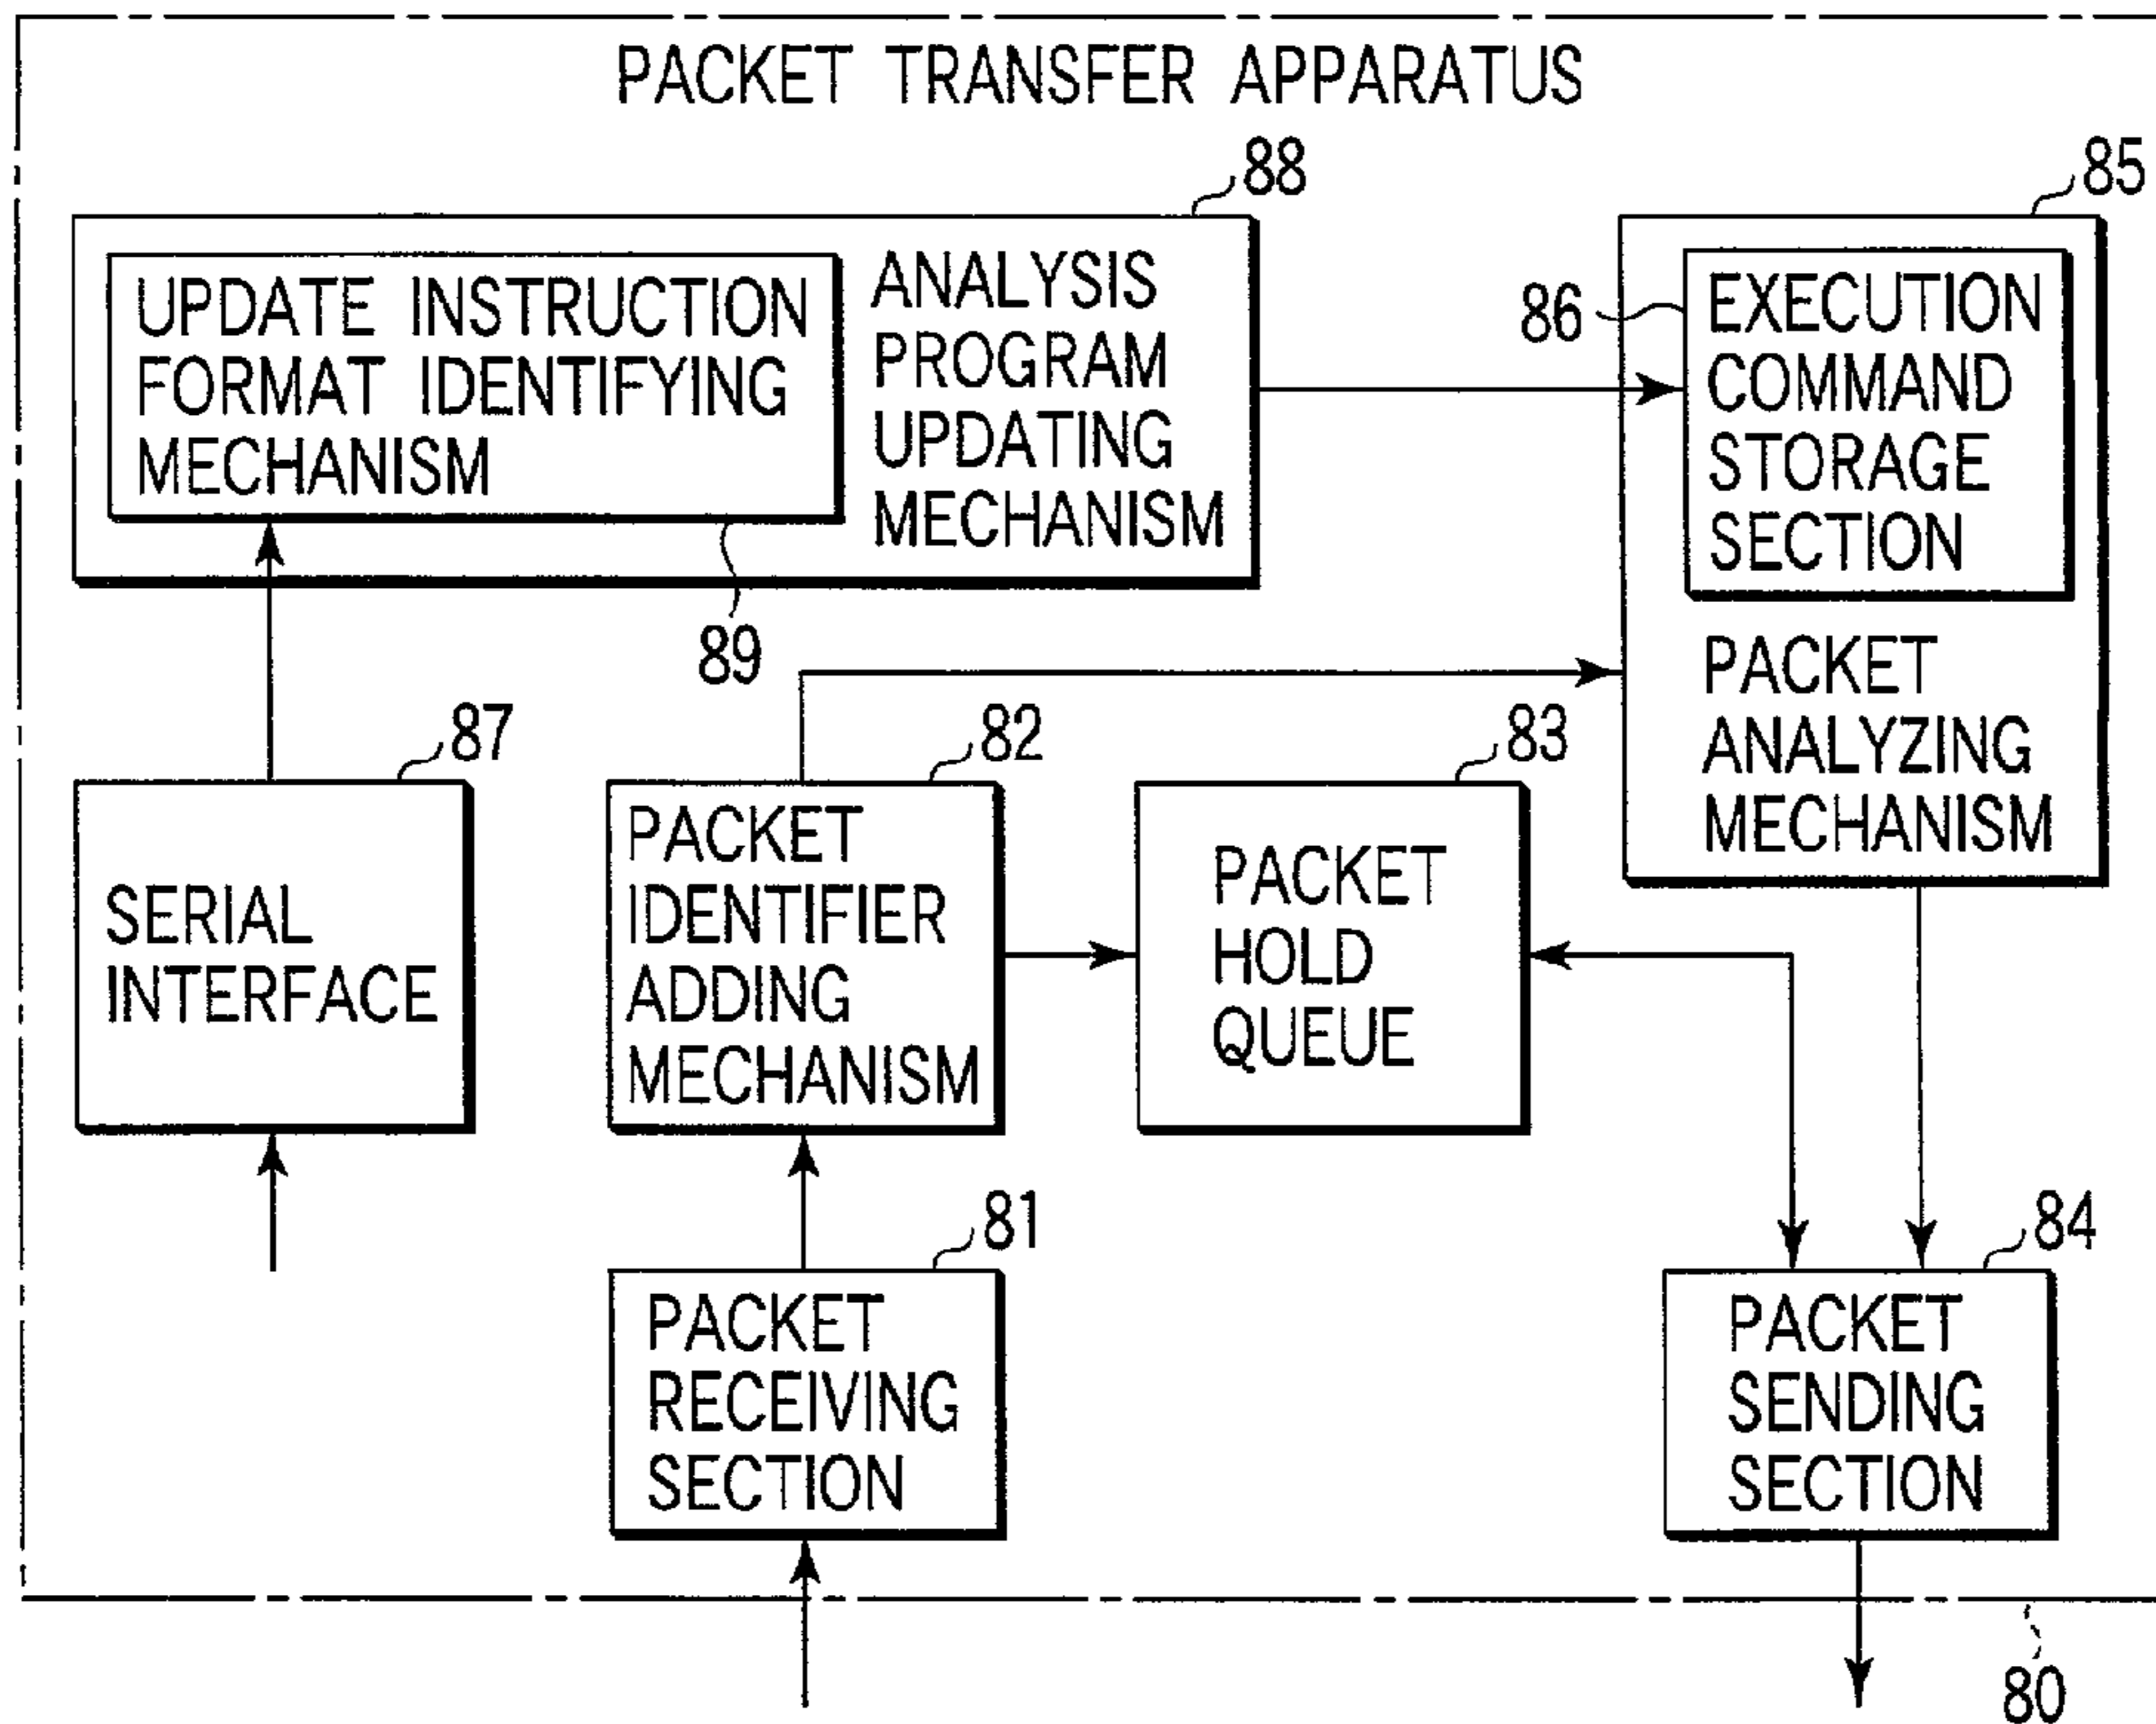 PACKET TRANSFER APPARATUS
88
85
UPDATE INSTRUCTION
FORMAT IDENTIFYING
MECHANISM
ANALYSIS
PROGRAM
UPDATING
MECHANISM
86
EXECUTION
COMMAND
STORAGE
SECTION
89
PACKET
ANALYZING
MECHANISM
87
82
83
SERIAL
INTERFACE
PACKET
IDENTIFIER
ADDING
MECHANISM
PACKET
HOLD
QUEUE
81
84
PACKET
RECEIVING
SECTION
PACKET
SENDING
SECTION
80